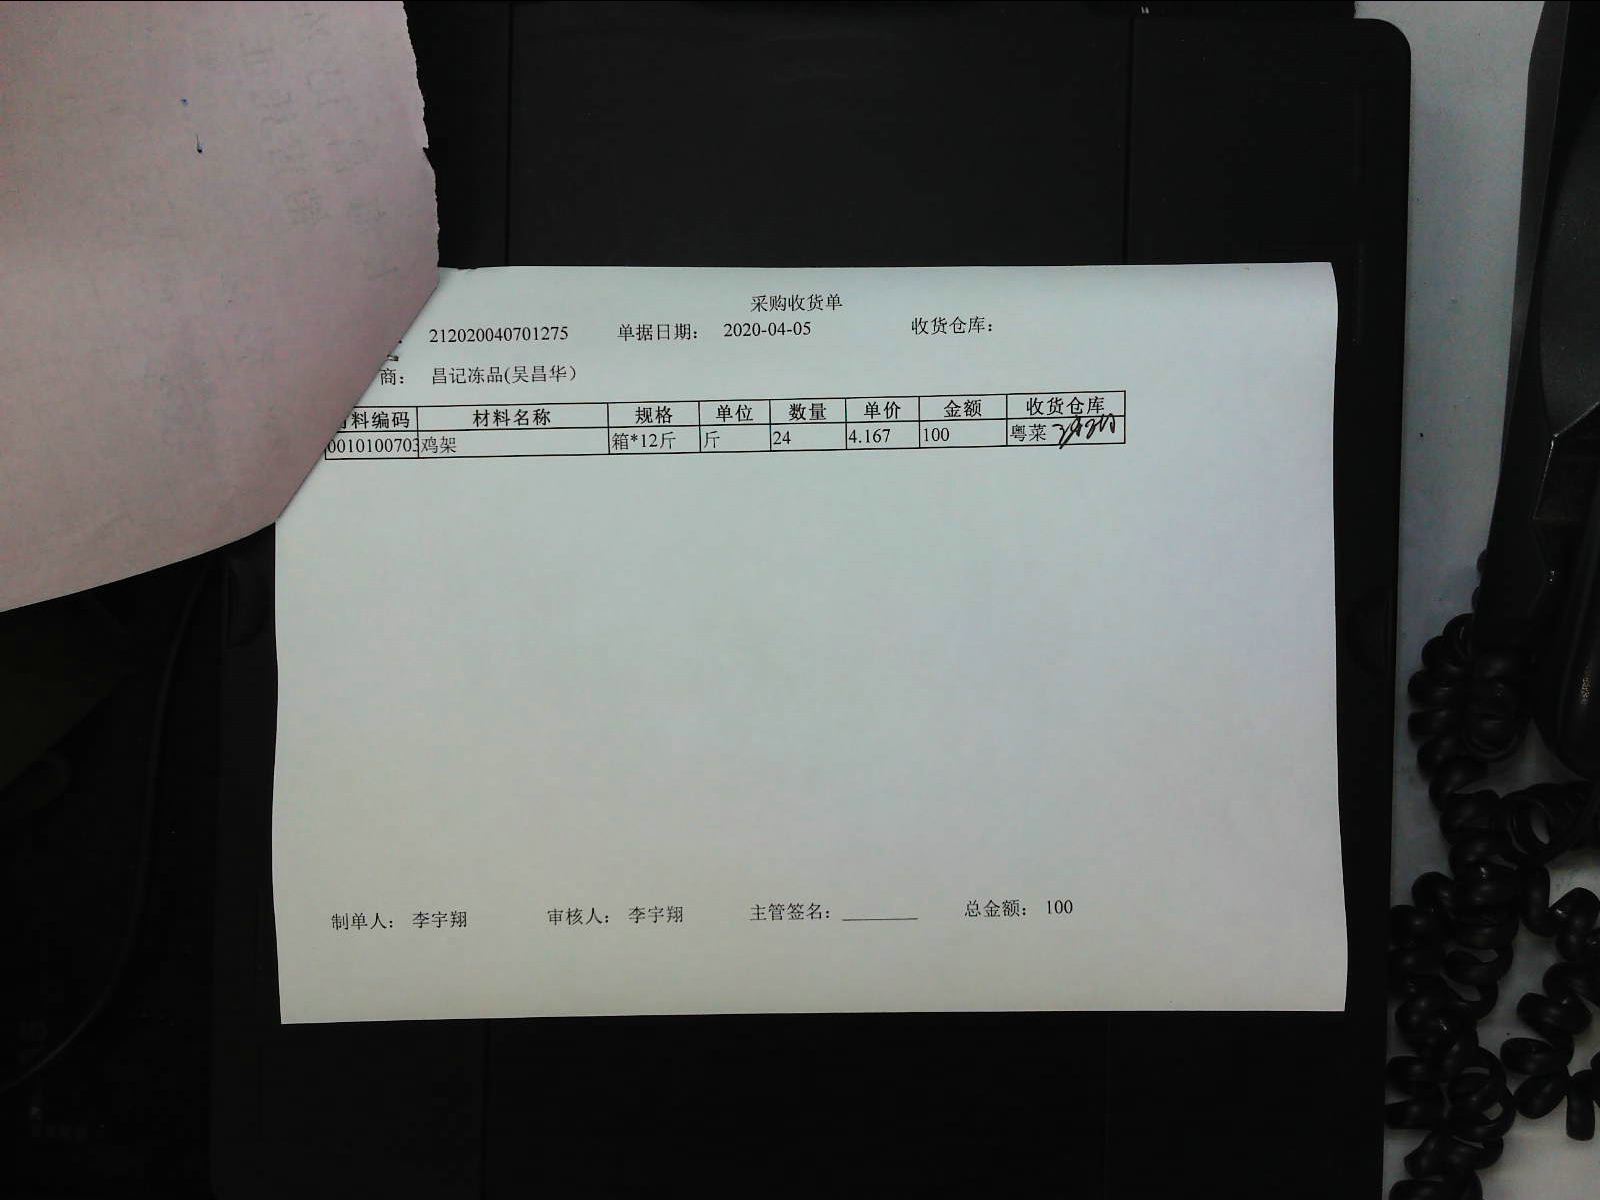 采购收货单
212020040701275 单据日期： 2020-04-05 收货仓库：
商： 昌记冻品(吴昌华）
料编码 材料名称 规格 单位 数量 单价 金额 收货仓库
0010100703 鸡架 箱*12斤 斤 24 4.167 100 粤菜
制单人： 李宇翔 审核人： 李宇翔 主管签名：________ 总金额： 100